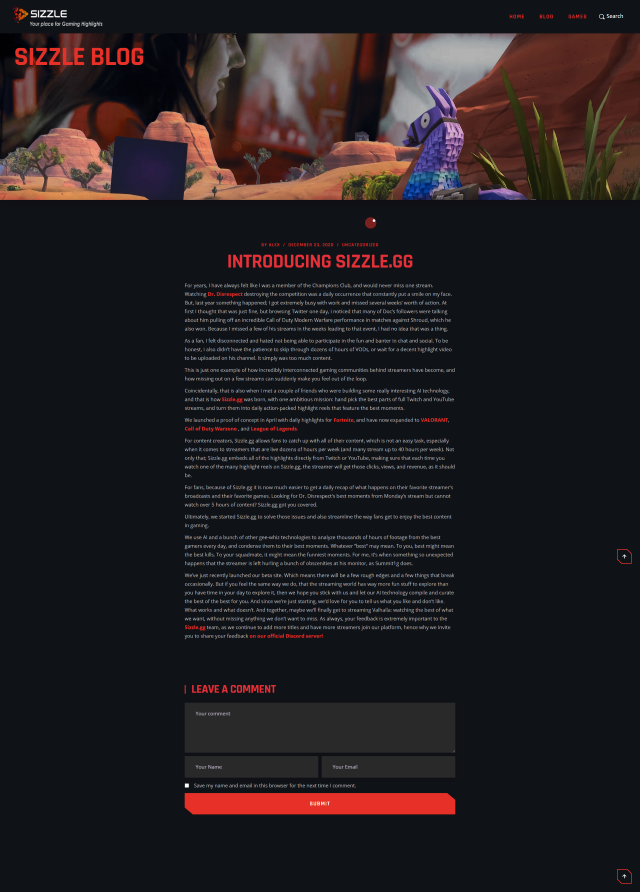 SIZZLE
Your place for Gaming Highlights
HOME
BLOG
GAMES
Search
SIZZLE BLOG
BY ALEX / DECEMBER 23, 2020 / UNCATEGORIZED
INTRODUCING SIZZLE.GG
For years, I have always felt like I was a member of the Champions Club, and would never miss one stream.
Watching Dr. Disrespect destroying the competition was a daily occurrence that constantly put a smile on my face.
But, last year something happened; I got extremely busy with work and missed several weeks' worth of action. At
first I thought that was just fine, but browsing Twitter one day, I noticed that many of Doc's followers were talking
about him pulling off an incredible Call of Duty Modern Warfare performance in matches against Shroud, which he
also won. Because I missed a few of his streams in the weeks leading to that event, I had no idea that was a thing.
As a fan, I felt disconnected and hated not being able to participate in the fun and banter in chat and social. To be
honest, I also didn't have the patience to skip through dozens of hours of VODs, or wait for a decent highlight video
to be uploaded on his channel. It simply was too much content.
This is just one example of how incredibly interconnected gaming communities behind streamers have become, and
how missing out on a few streams can suddenly make you feel out of the loop.
Coincidentally, that is also when I met a couple of friends who were building some really interesting AI technology,
and that is how Sizzle.gg was born, with one ambitious mission: hand pick the best parts of full Twitch and YouTube
streams, and turn them into daily action-packed highlight reels that feature the best moments.
We launched a proof of concept in April with daily highlights for Fortnite, and have now expanded to VALORANT,
Call of Duty Warzone , and League of Legends.
For content creators, Sizzle.gg allows fans to catch up with all of their content, which is not an easy task, especially
when it comes to streamers that are live dozens of hours per week (and many stream up to 40 hours per week). Not
only that, Sizzle.gg embeds all of the highlights directly from Twitch or YouTube, making sure that each time you
watch one of the many highlight reels on Sizzle.gg, the streamer will get those clicks, views, and revenue, as it should
be.
For fans, because of Sizzle.gg it is now much easier to get a daily recap of what happens on their favorite streamer's
broadcasts and their favorite games. Looking for Dr. Disrespect's best moments from Monday's stream but cannot
watch over 5 hours of content? Sizzle.gg got you covered.
Ultimately, we started Sizzle.gg to solve those issues and also streamline the way fans get to enjoy the best content
in gaming.
We use AI and a bunch of other gee-whiz technologies to analyze thousands of hours of footage from the best
gamers every day, and condense them to their best moments. Whatever "best" may mean. To you, best might mean
the best kills. To your squadmate, it might mean the funniest moments. For me, it's when something so unexpected
happens that the streamer is left hurling a bunch of obscenities at his monitor, as Summit1g does.
We've just recently launched our beta site. Which means there will be a few rough edges and a few things that break
occasionally. But if you feel the same way we do, that the streaming world has way more fun stuff to explore than
you have time in your day to explore it, then we hope you stick with us and let our AI technology compile and curate
the best of the best for you. And since we're just starting, we'd love for you to tell us what you like and don't like.
What works and what doesn't. And together, maybe we'll finally get to streaming Valhalla: watching the best of what
we want, without missing anything we don't want to miss. As always, your feedback is extremely important to the
Sizzle.gg team, as we continue to add more titles and have more streamers join our platform, hence why we invite
you to share your feedback on our official Discord server!
LEAVE A COMMENT
Your comment
Your Name
Your Email
Save my name and email in this browser for the next time I comment.
SUBMIT